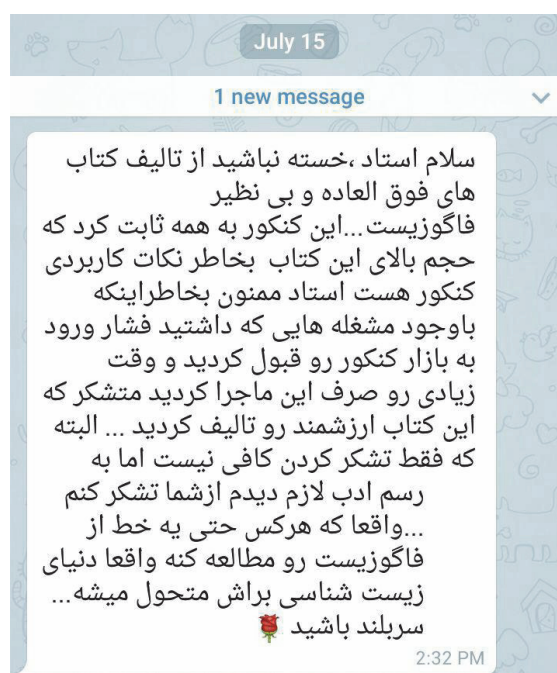 July 15
1 new message
سلام استاد ،خسته نباشید از تالیف کتاب
های فوق العاده و بی نظیر
فاگوزیست...این کنکور به همه ثابت کرد که
حجم بالای این کتاب بخاطر نکات کاربردی
کنکور هست استاد ممنون بخاطراینکه
باوجود مشغله هایی که داشتید فشار ورود
به بازار کنکور رو قبول کردید و وقت
زیادی رو صرف این ماجرا کردید متشکر که
این کتاب ارزشمند رو تالیف کردید ... البته
که فقط تشکر کردن کافی نیست اما به
رسم ادب لازم دیدم ازشما تشکر کنم
...واقعا که هرکس حتی یه خط از
فاگوزیست رو مطالعه کنه واقعا دنیای
زیست شناسی براش متحول میشه...
سربلند باشید 🌹
2:32 PM